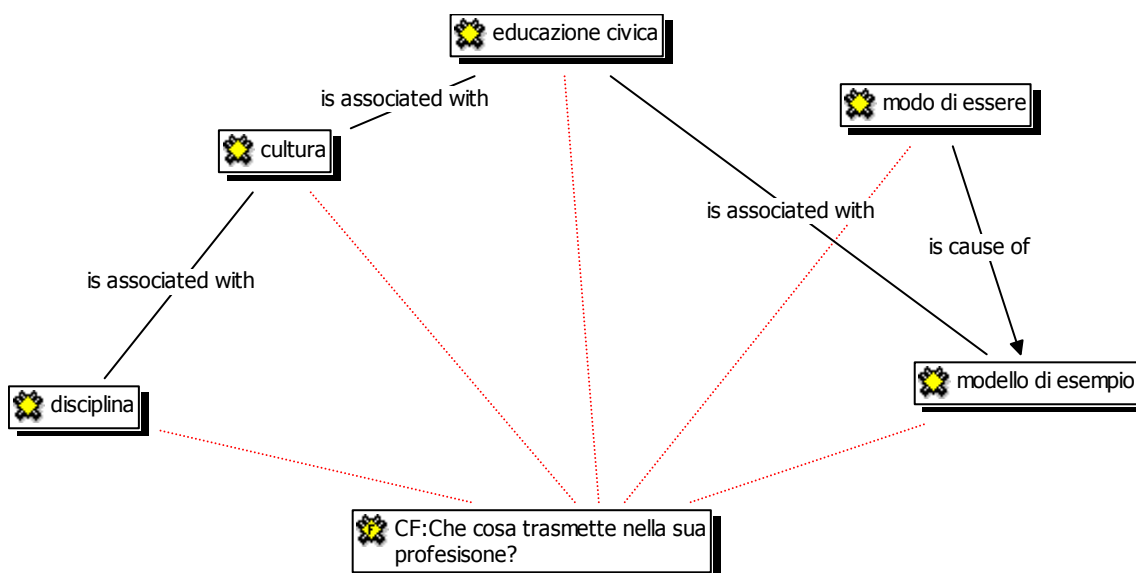 educazione civica
is associated with
modo di essere
cultura
is associated with
is cause of
is associated with
modello di esempio
disciplina
F CF:Che cosa trasmette nella sua
profesisone?